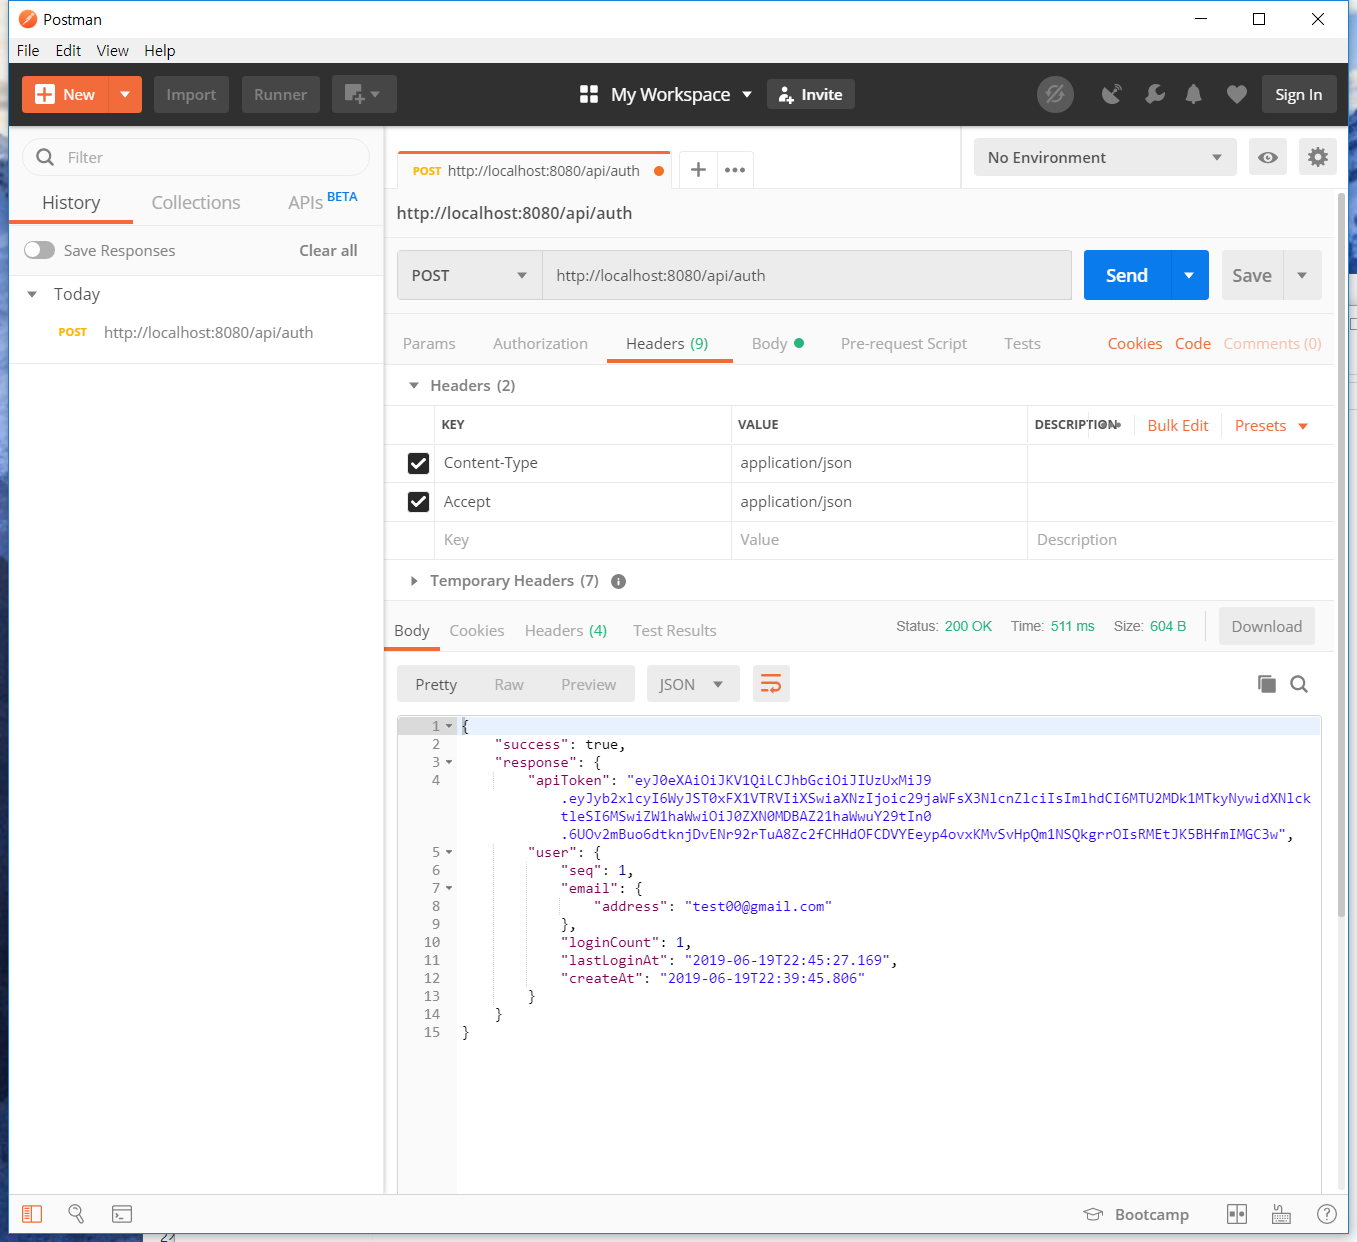 Postman
File Edit View Help
New Import Runner My Workspace Invite Sign In
Filter
History Collections APIs BETA
Save Responses Clear all
Today
POST http://localhost:8080/api/auth
POST http://localhost:8080/api/auth
No Environment
http://localhost:8080/api/auth
POST http://localhost:8080/api/auth Send Save
Params Authorization Headers (9) Body Pre-request Script Tests Cookies Code Comments (0)
Headers (2)
KEY VALUE DESCRIPTION Bulk Edit Presets
Content-Type application/json
Accept application/json
Key Value Description
Temporary Headers (7)
Body Cookies Headers (4) Test Results Status: 200 OK Time: 511 ms Size: 604 B Download
Pretty Raw Preview JSON
1 {
2 "success": true,
3 "response": {
4 "apiToken": "eyJ0eXAiOiJKV1QiLCJhbGciOiJIUzUxMiJ9
.eyJyb2xlcyI6WyJST0xFX1VTRVIiXSwiaXNzIjoic29jaWFsX3NlcnZlciIsImlhdCI6MTU2MDk1MTkyNywidXNlck
tleSI6MSwiZW1haWwiOiJ0ZXN0MDBAZ21haWwuY29tIn0
.6UOv2mBuo6dtknjDvENr92rTuA8Zc2fCHHdOFCDVYEeyp4ovxKMvSvHpQm1NSQkgrrOIsRMEtJK5BHfmIMGC3w",
5 "user": {
6 "seq": 1,
7 "email": {
8 "address": "test00@gmail.com"
9 },
10 "loginCount": 1,
11 "lastLoginAt": "2019-06-19T22:45:27.169",
12 "createAt": "2019-06-19T22:39:45.806"
13 }
14 }
15 }
Bootcamp